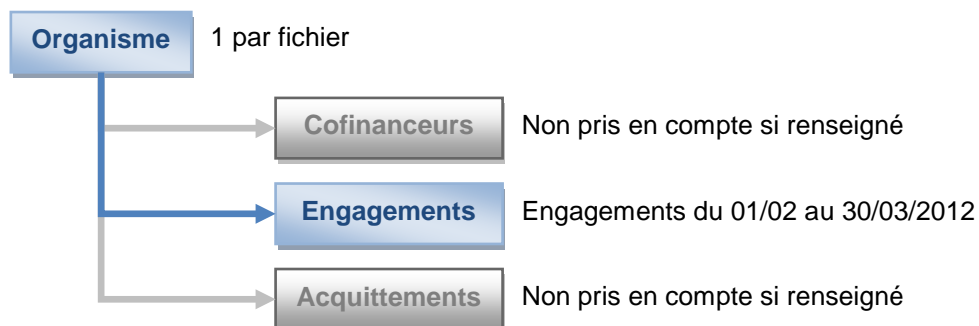 Organisme 1 par fichier
Cofinanceurs Non pris en compte si renseigné
Engagements Engagements du 01/02 au 30/03/2012
Acquittements Non pris en compte si renseigné